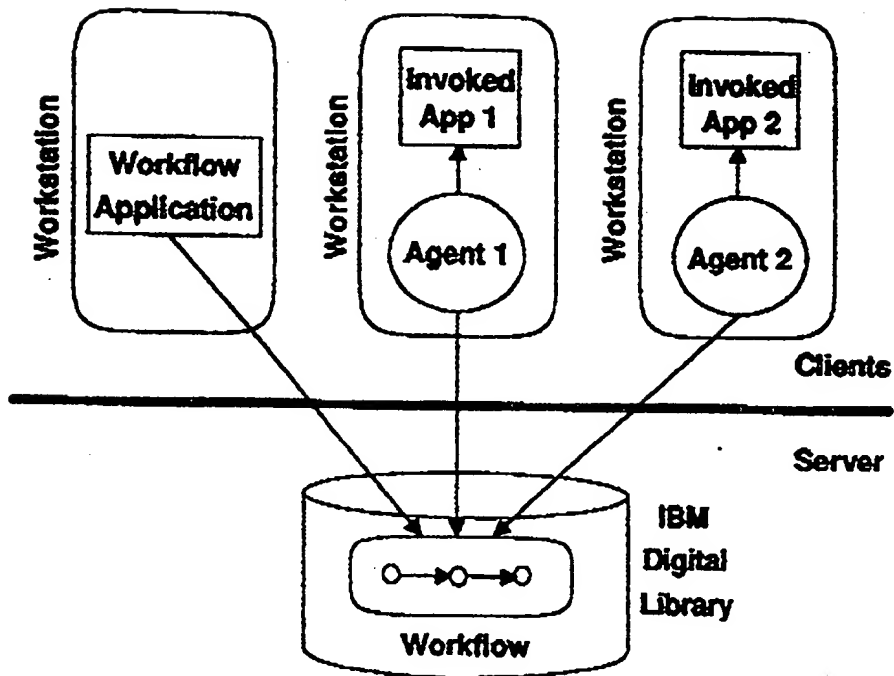 Workstation
Workflow
Application
Workstation
Invoked
App 1
Agent 1
Workstation
Invoked
App 2
Agent 2
Clients
Server
IBM
Digital
Library
Workflow